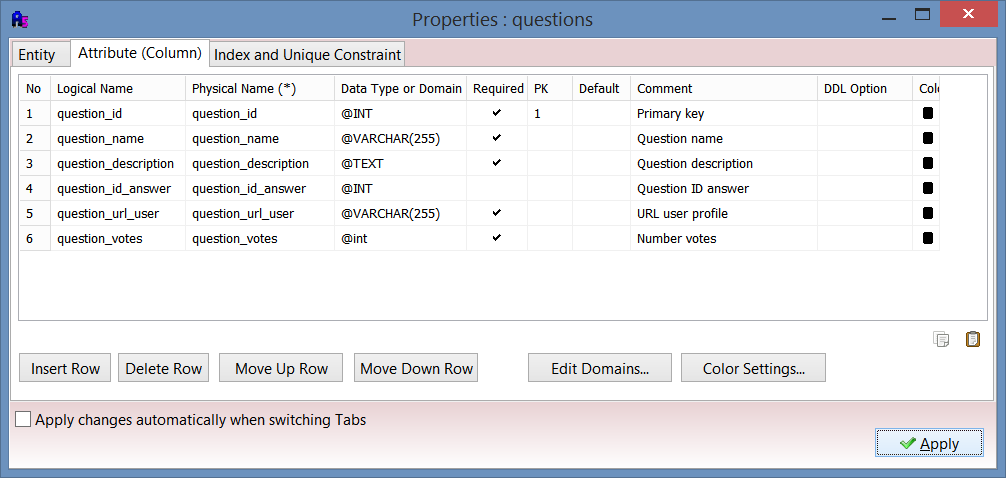 Properties : questions
Entity Attribute (Column) Index and Unique Constraint
No Logical Name Physical Name (*) Data Type or Domain Required PK Default Comment DDL Option Colo
1 question_id question_id @INT 1 Primary key
2 question_name question_name @VARCHAR(255) Question name
3 question_description question_description @TEXT Question description
4 question_id_answer question_id_answer @INT Question ID answer
5 question_url_user question_url_user @VARCHAR(255) URL user profile
6 question_votes question_votes @int Number votes
Insert Row Delete Row Move Up Row Move Down Row Edit Domains... Color Settings...
Apply changes automatically when switching Tabs
Apply